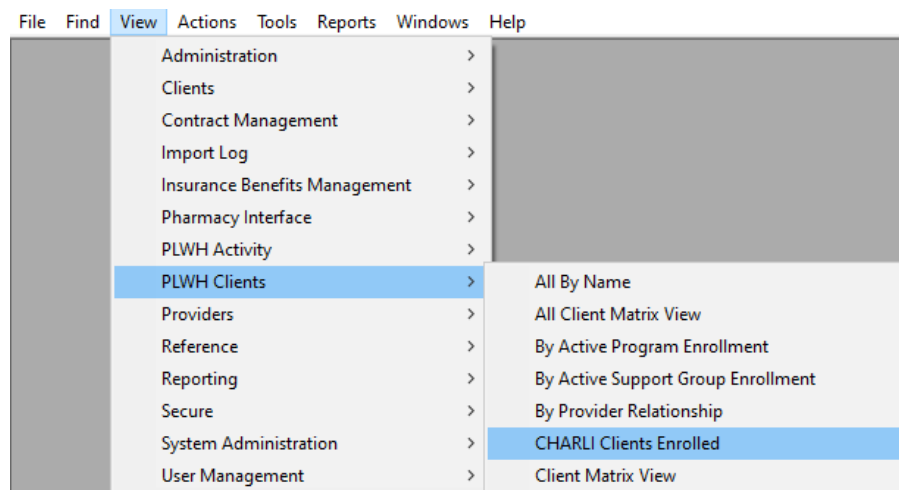 File Find View Actions Tools Reports Windows Help
Administration
Clients
Contract Management
Import Log
Insurance Benefits Management
Pharmacy Interface
PLWH Activity
PLWH Clients
Providers
Reference
Reporting
Secure
System Administration
User Management
All By Name
All Client Matrix View
By Active Program Enrollment
By Active Support Group Enrollment
By Provider Relationship
CHARLI Clients Enrolled
Client Matrix View